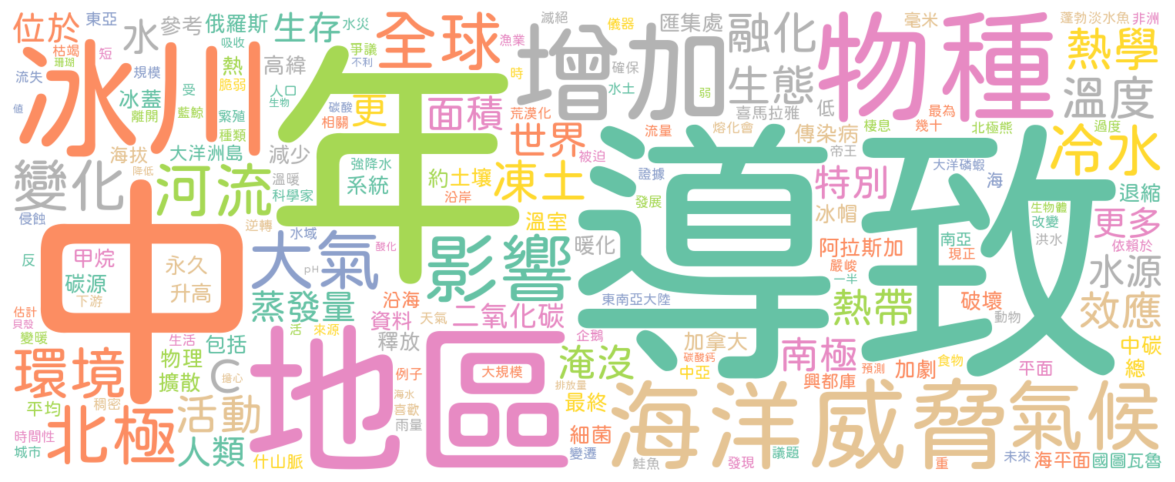 位於
東亞
水
參考
俄羅斯
生存
水災
全球
滅絕
儀器
匯集處
融化
毫米
蓬勃淡水魚
非洲
枯竭
短
珊瑚
吸收
爭議
不利
漁業
增加
物種
熱學
冰川
流失
規模
熱
高緯
年
時
確保
水土
生態
溫度
值
冰蓋
受
脆弱
人口
生物
離開
藍鯨
碳酸
更
面積
荒漠化
弱
喜馬拉雅
低
最為
過度
繁殖
相關
種類
世界
流量
熔化會
傳染病
棲息
幾十
北極熊
冷水
變化
海拔
大洋洲島
減少
強降水
被迫
帝王
降低
河流
溫暖
系統
科學家
約
土壤
凍土
證據
導致
特別
大洋磷蝦
海
退縮
沿岸
發展
侵蝕
逆轉
溫室
冰帽
生物體
改變
更多
中
大氣
水域
影響
暖化
南亞
洪水
依賴於
反
甲烷
永久
酸化
阿拉斯加
嚴峻
現正
水源
碳源
升高
pH
一半
下游
蒸發量
沿海
二氧化碳
東南亞大陸
熱帶
破壞
效應
估計
資料
天氣
動物
貝殼
活
來源
變暖
生活
包括
釋放
企鵝
淹沒
加拿大
南極
中碳
環境
物理
C
地區
碳酸鈣
中亞
預測
食物
總
擴散
擔心
例子
大規模
興都庫
加劇
平面
排放量
平均
稠密
活動
海水
喜歡
最終
海洋
威脅
氣候
時間性
北極
人類
雨量
細菌
城市
什山脈
變遷
鮭魚
發現
議題
重
未來
海平面
國圖瓦魯